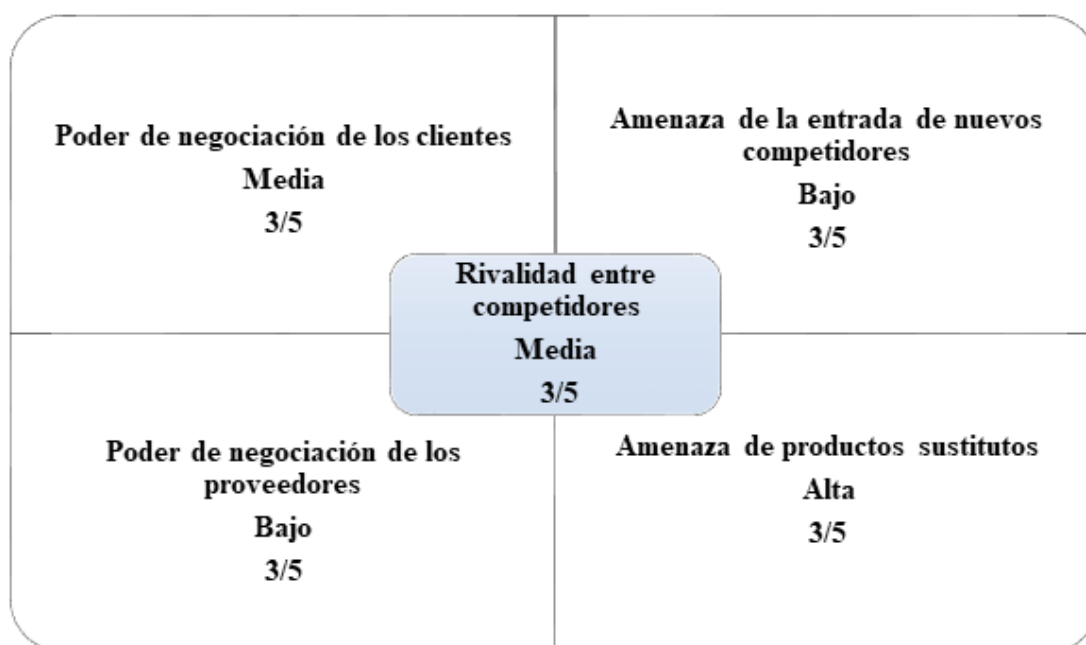 Poder de negociación de los clientes
Media
3/5
Amenaza de la entrada de nuevos
competidores
Bajo
3/5
Rivalidad entre
competidores
Media
3/5
Poder de negociación de los
proveedores
Bajo
3/5
Amenaza de productos sustitutos
Alta
3/5